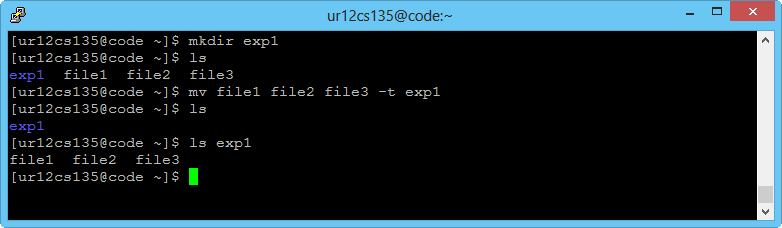 ur12cs135@code:~
[ur12cs135@code ~]$ mkdir exp1
[ur12cs135@code ~]$ ls
exp1  file1  file2  file3
[ur12cs135@code ~]$ mv file1 file2 file3 -t exp1
[ur12cs135@code ~]$ ls
exp1
[ur12cs135@code ~]$ ls exp1
file1  file2  file3
[ur12cs135@code ~]$